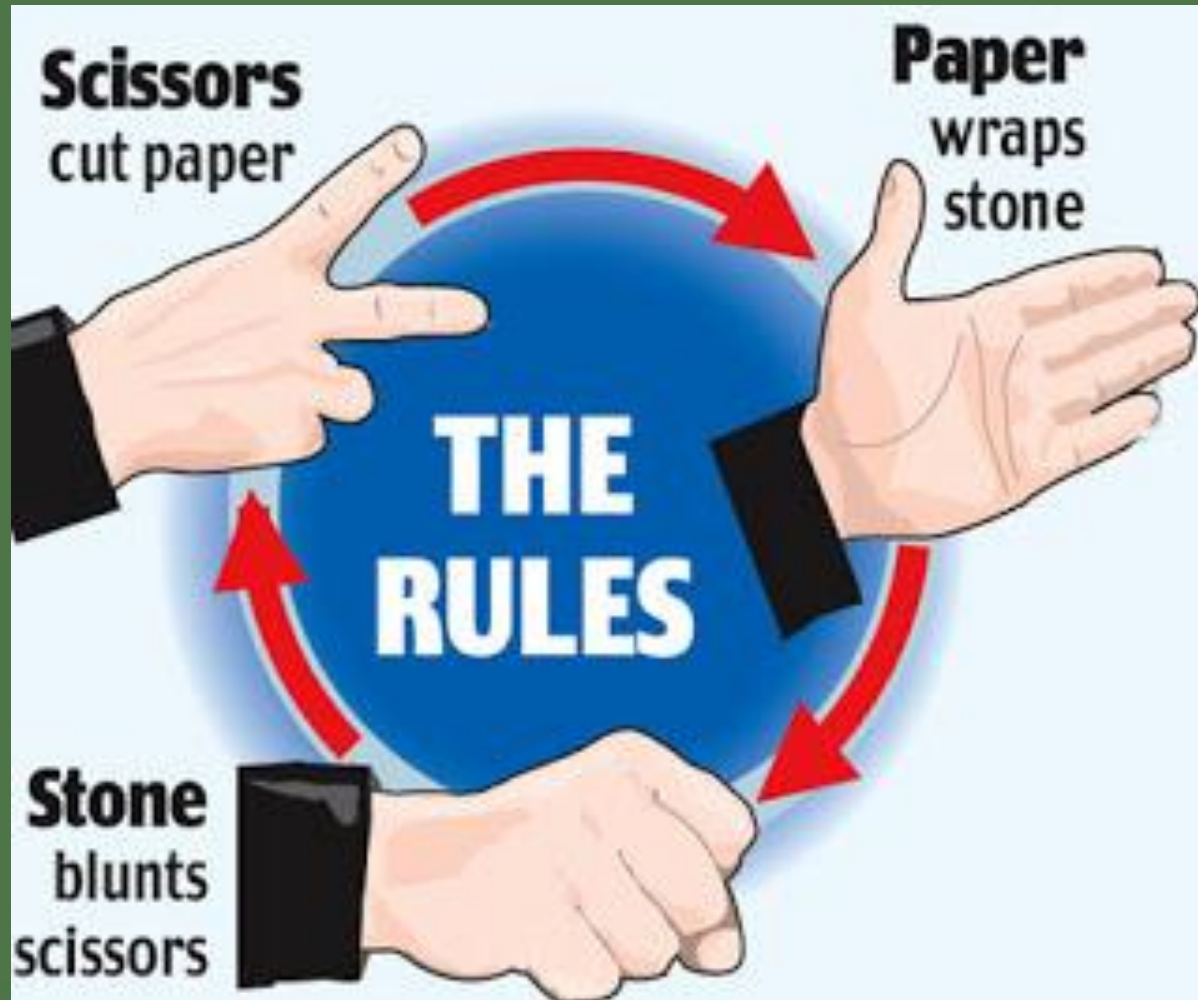 Scissors
cut paper
Paper
wraps
stone
THE
RULES
Stone
blunts
scissors